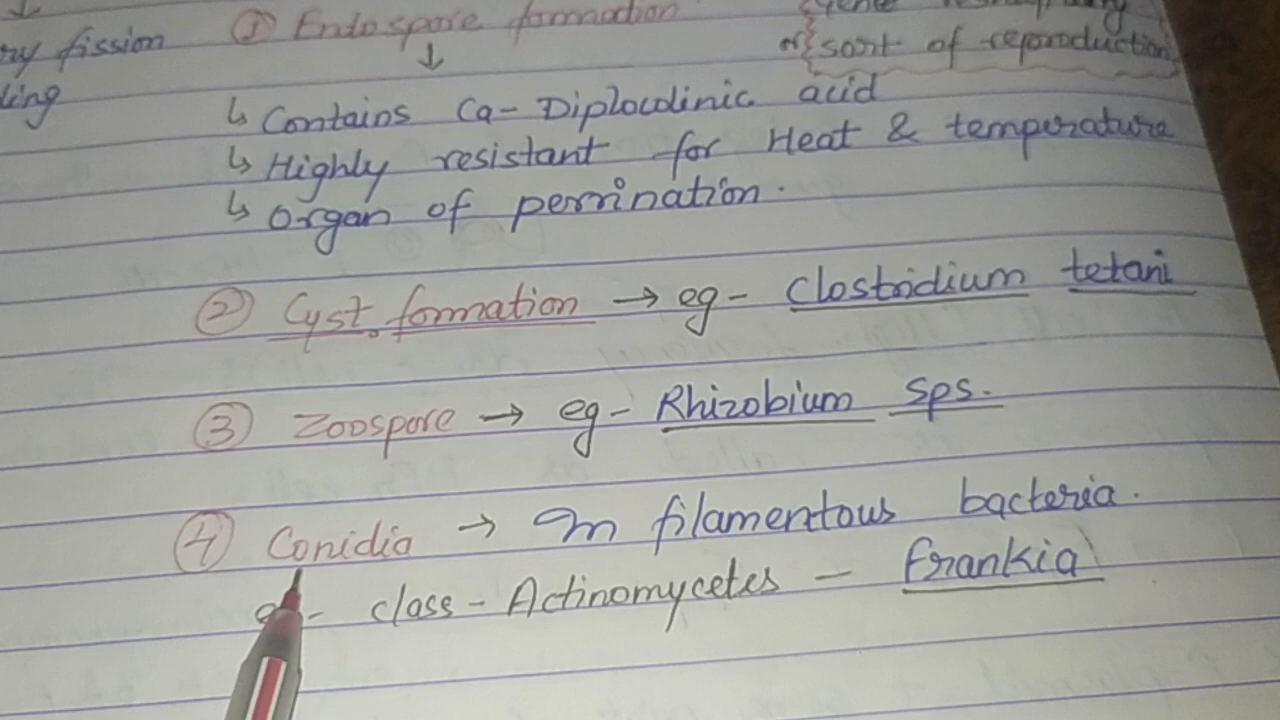 ① Endospore formation
ry fission
or sort of reproduction
ling
↓
↳ Contains Ca- Diplocolinic acid
↳ Highly resistant for Heat & temperature
↳ Organ of perrination.
② Cyst formation → eg- Clostridium tetani
③ Zoospore → eg- Rhizobium sps.
④ Conidia → In filamentous bacteria.
class - Actinomycetes - Frankia